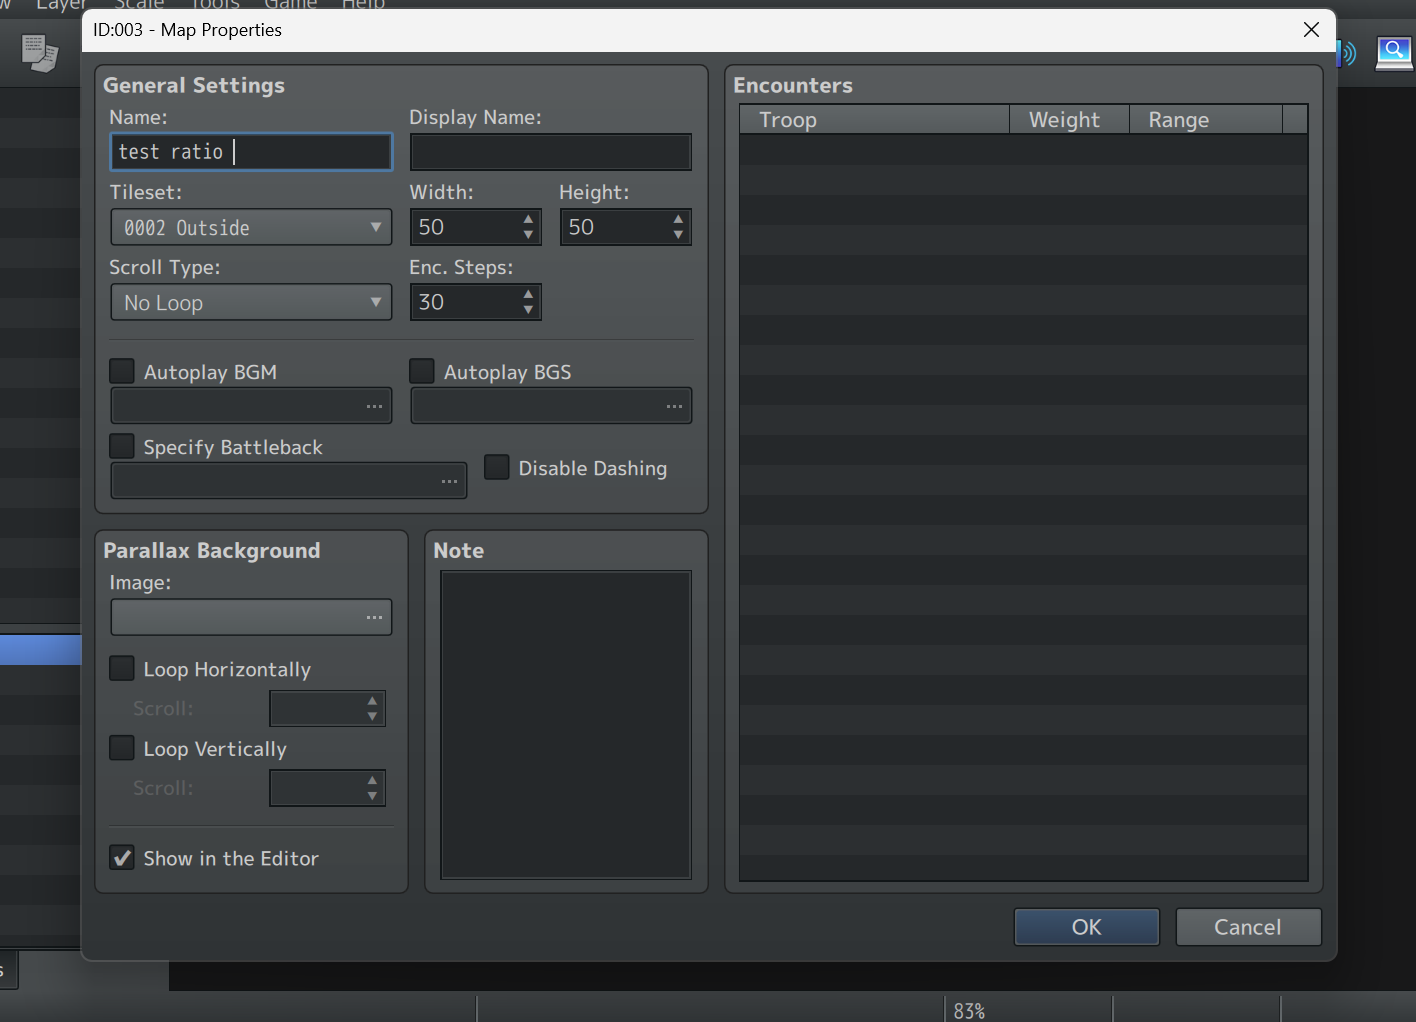 Layer Scale Tools Game Help
ID:003 - Map Properties
General Settings
Name:
Display Name:
test ratio
Tileset:
Width:
Height:
0002 Outside
50
50
Scroll Type:
Enc. Steps:
No Loop
30
Autoplay BGM
Autoplay BGS
...
...
Specify Battleback
...
Disable Dashing
Parallax Background
Image:
...
Loop Horizontally
Scroll:
Loop Vertically
Scroll:
Show in the Editor
Note
Encounters
Troop Weight Range
OK
Cancel
s
83%